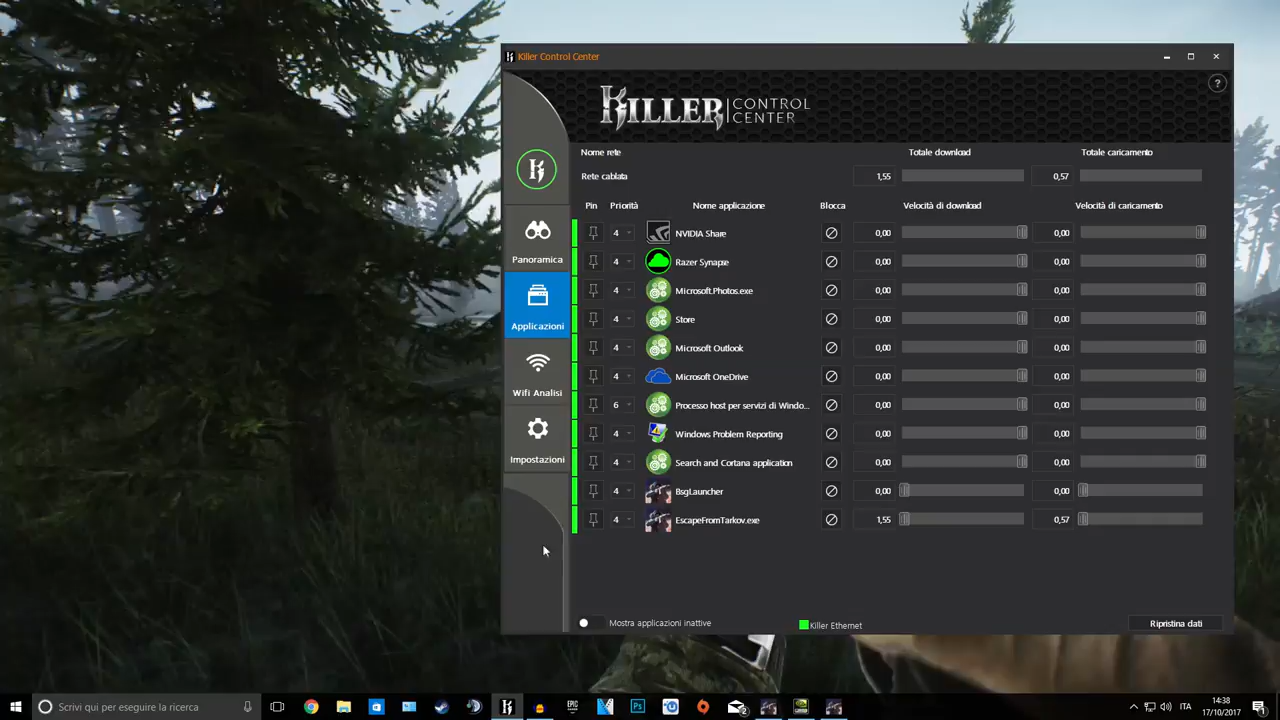 Killer Control Center
KILLER CONTROL CENTER
?
Nome rete Totale download Totale caricamento
Rete cablata 1,55 0,57
Pin Priorità Nome applicazione Blocca Velocità di download Velocità di caricamento
4 NVIDIA Share 0,00 0,00
4 Razer Synapse 0,00 0,00
4 Microsoft.Photos.exe 0,00 0,00
4 Store 0,00 0,00
4 Microsoft Outlook 0,00 0,00
4 Microsoft OneDrive 0,00 0,00
6 Processo host per servizi di Windo... 0,00 0,00
4 Windows Problem Reporting 0,00 0,00
4 Search and Cortana application 0,00 0,00
4 BsgLauncher 0,00 0,00
4 EscapeFromTarkov.exe 1,55 0,57
Panoramica
Applicazioni
Wifi Analisi
Impostazioni
Mostra applicazioni inattive Killer Ethernet Ripristina dati
Scrivi qui per eseguire la ricerca
EPIC
Ps
ITA
14:38
17/10/2017